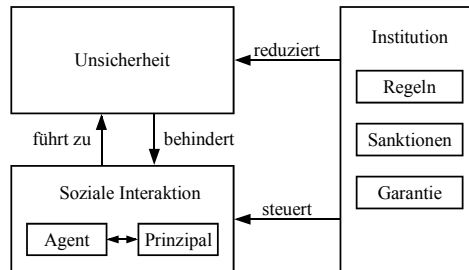 Unsicherheit
reduziert
Institution
Regeln
führt zu
behindert
Sanktionen
Soziale Interaktion
steuert
Garantie
Agent
Prinzipal